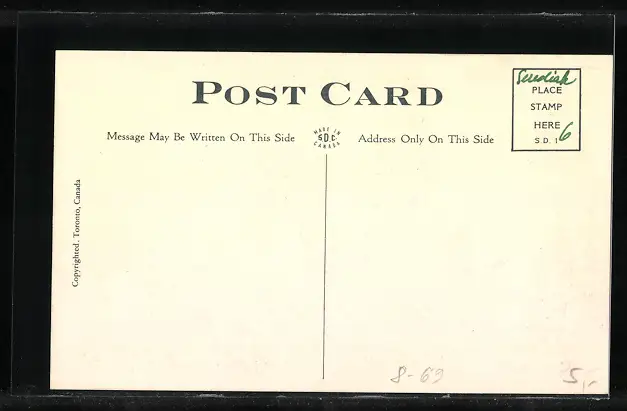 POST CARD
Message May Be Written On This Side
MADE IN
S.D.C.
CANADA
Address Only On This Side
Swedish
PLACE
STAMP
HERE
S.D. 1
6
Copyrighted. Toronto, Canada
8-69
5,-